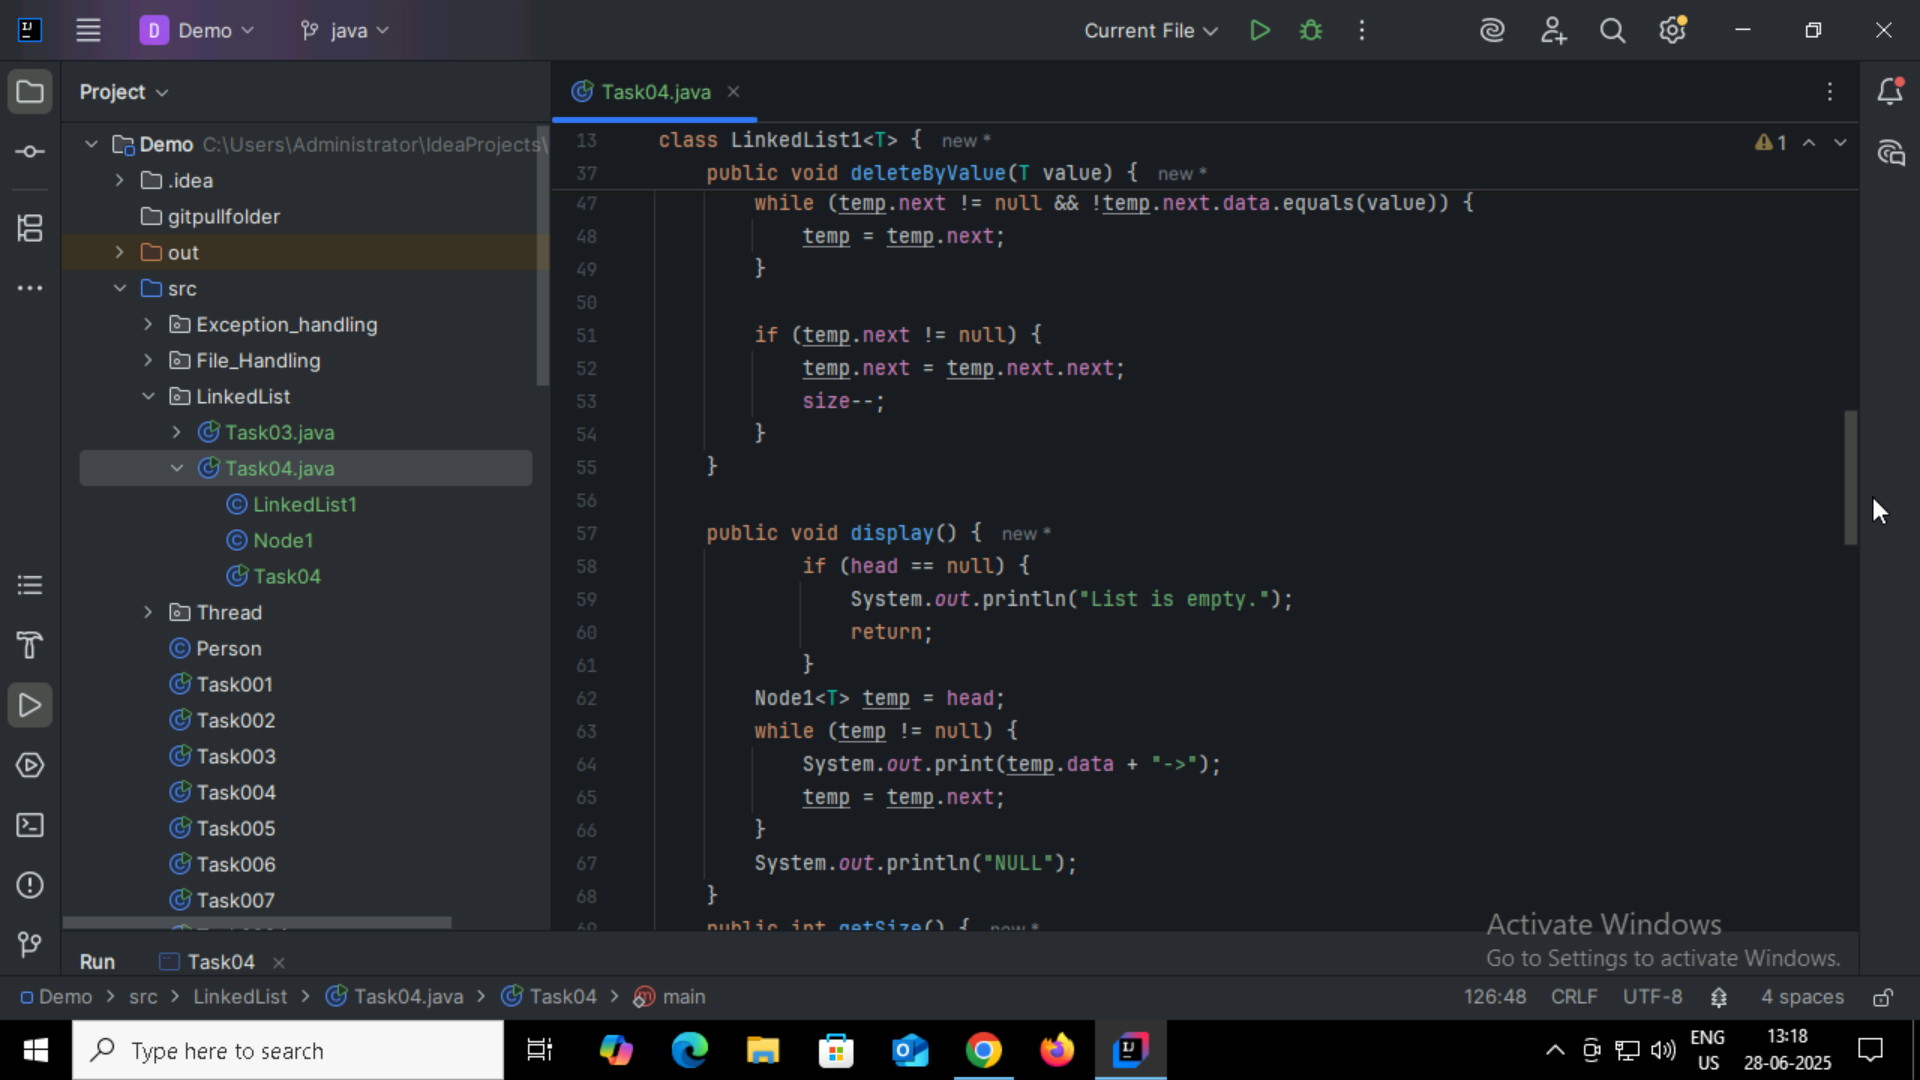 D Demo java Current File
Project
Task04.java
Demo C:\Users\Administrator\IdeaProjects\
.idea
gitpullfolder
out
src
Exception_handling
File_Handling
LinkedList
Task03.java
Task04.java
LinkedList1
Node1
Task04
Thread
Person
Task001
Task002
Task003
Task004
Task005
Task006
Task007
13 class LinkedList1<T> { new *
1
37 public void deleteByValue(T value) { new *
47 while (temp.next != null && !temp.next.data.equals(value)) {
48 temp = temp.next;
49 }
50
51 if (temp.next != null) {
52 temp.next = temp.next.next;
53 size--;
54 }
55 }
56
57 public void display() { new *
58 if (head == null) {
59 System.out.println("List is empty.");
60 return;
61 }
62 Node1<T> temp = head;
63 while (temp != null) {
64 System.out.print(temp.data + "->");
65 temp = temp.next;
66 }
67 System.out.println("NULL");
68 }
69 public int getSize() { new *
Activate Windows
Go to Settings to activate Windows.
Run Task04
Demo > src > LinkedList > Task04.java > Task04 > main
126:48 CRLF UTF-8 4 spaces
Type here to search
ENG
US
13:18
28-06-2025